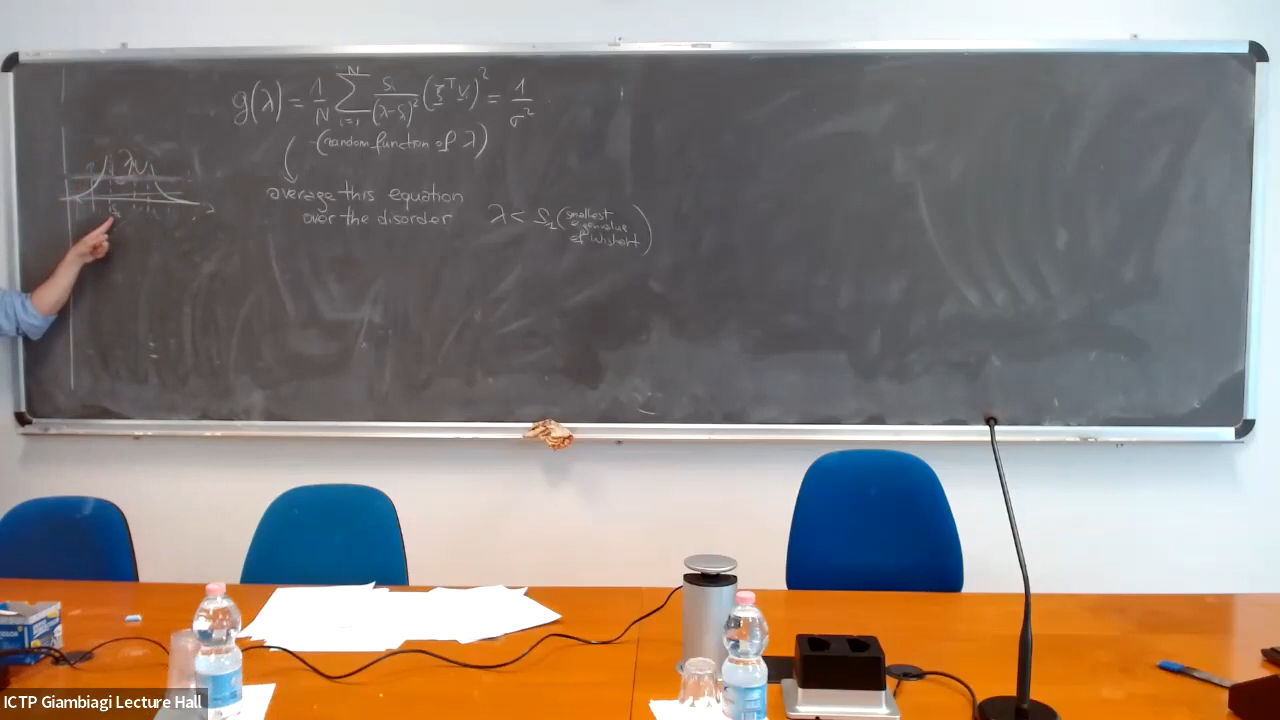 g(λ) = 1/N Σ_{i=1}^{N} s_i/(λ-s_i)² (ξᵀv_i)² = 1/σ²
(random function of λ)
average this equation
over the disorder λ < s_1 (smallest eigenvalue of Wishart)
ICTP Giambiagi Lecture Hall